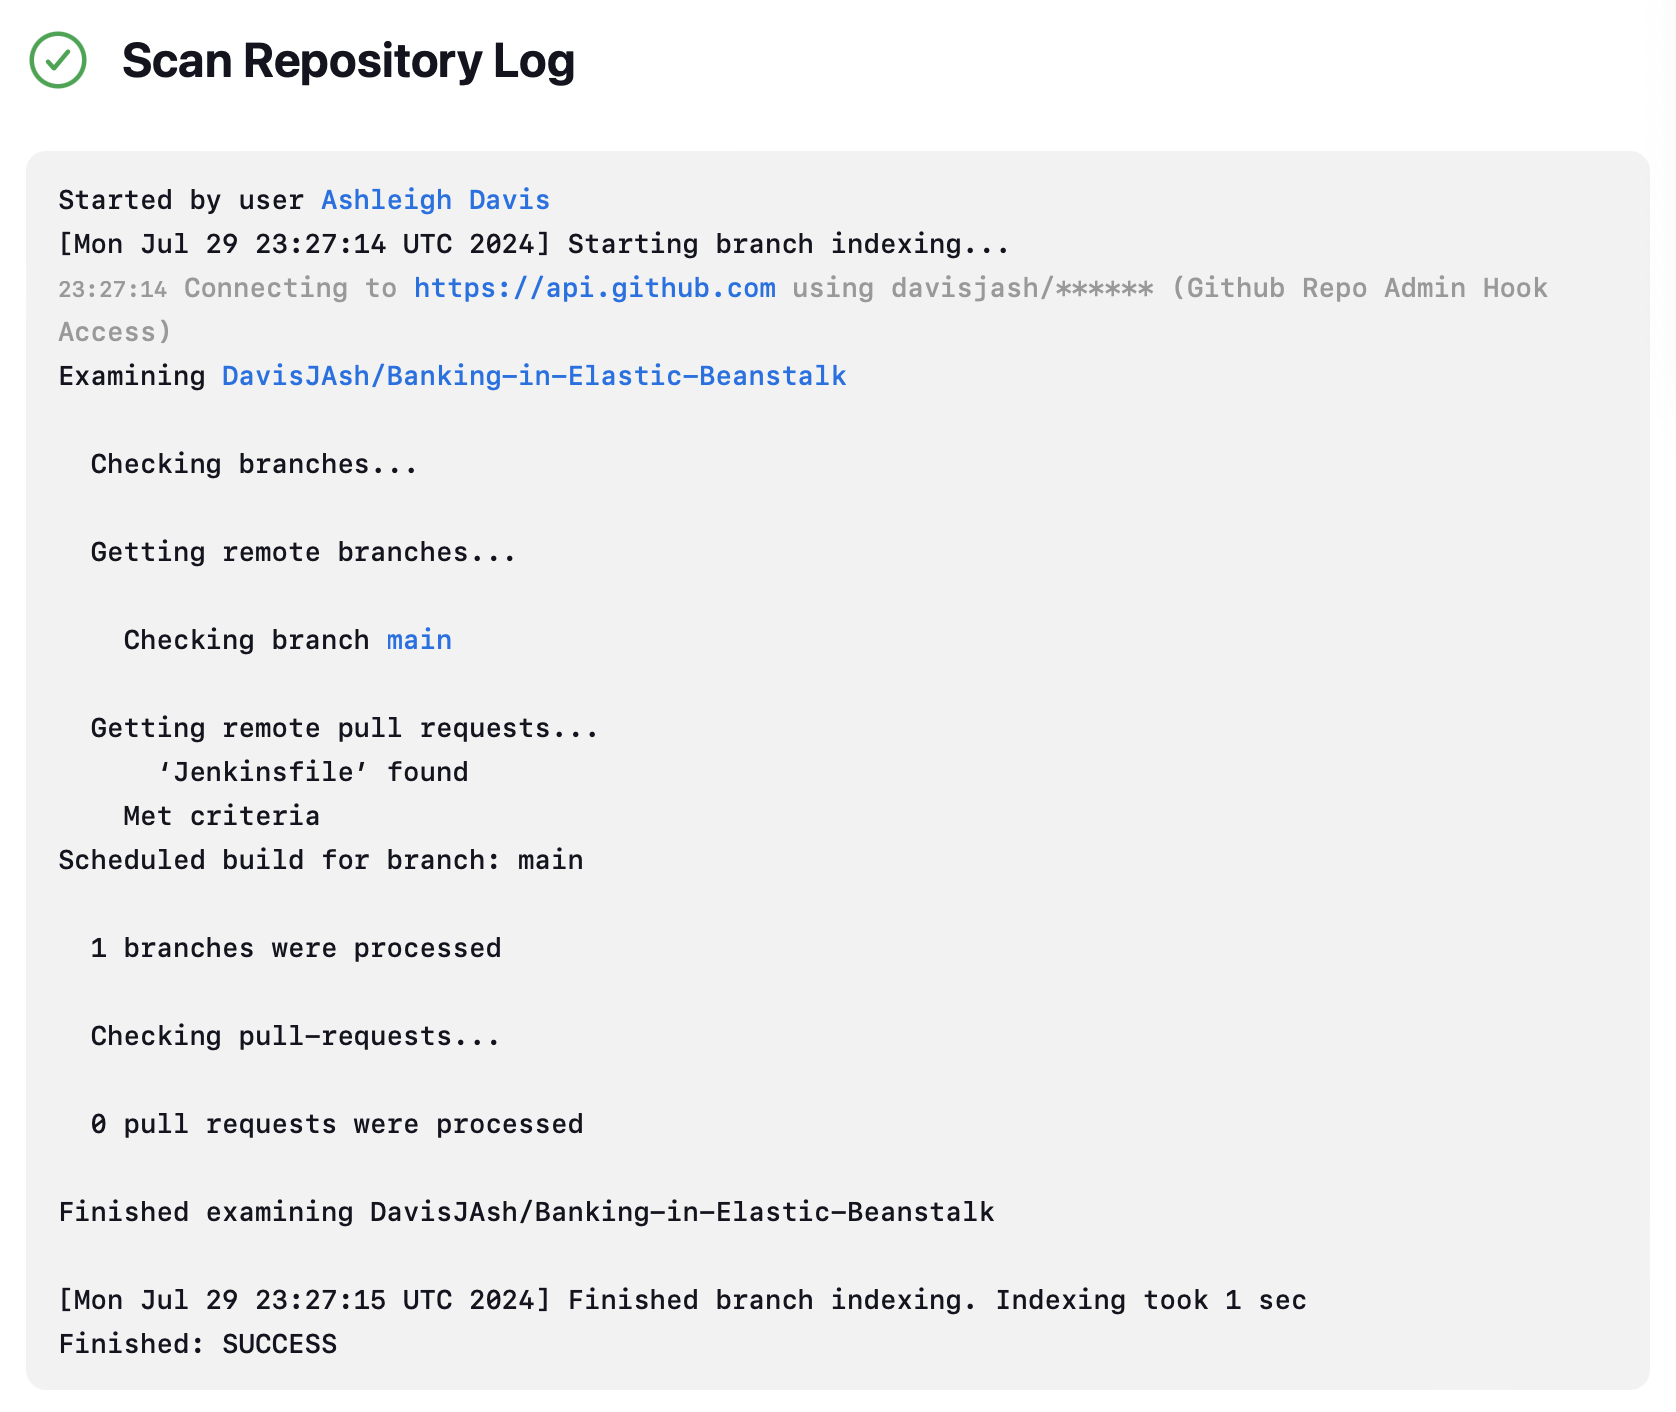 Scan Repository Log
Started by user Ashleigh Davis
[Mon Jul 29 23:27:14 UTC 2024] Starting branch indexing...
23:27:14 Connecting to https://api.github.com using davisjash/****** (Github Repo Admin Hook
Access)
Examining DavisJAsh/Banking-in-Elastic-Beanstalk
Checking branches...
Getting remote branches...
Checking branch main
Getting remote pull requests...
‘Jenkinsfile’ found
Met criteria
Scheduled build for branch: main
1 branches were processed
Checking pull-requests...
0 pull requests were processed
Finished examining DavisJAsh/Banking-in-Elastic-Beanstalk
[Mon Jul 29 23:27:15 UTC 2024] Finished branch indexing. Indexing took 1 sec
Finished: SUCCESS